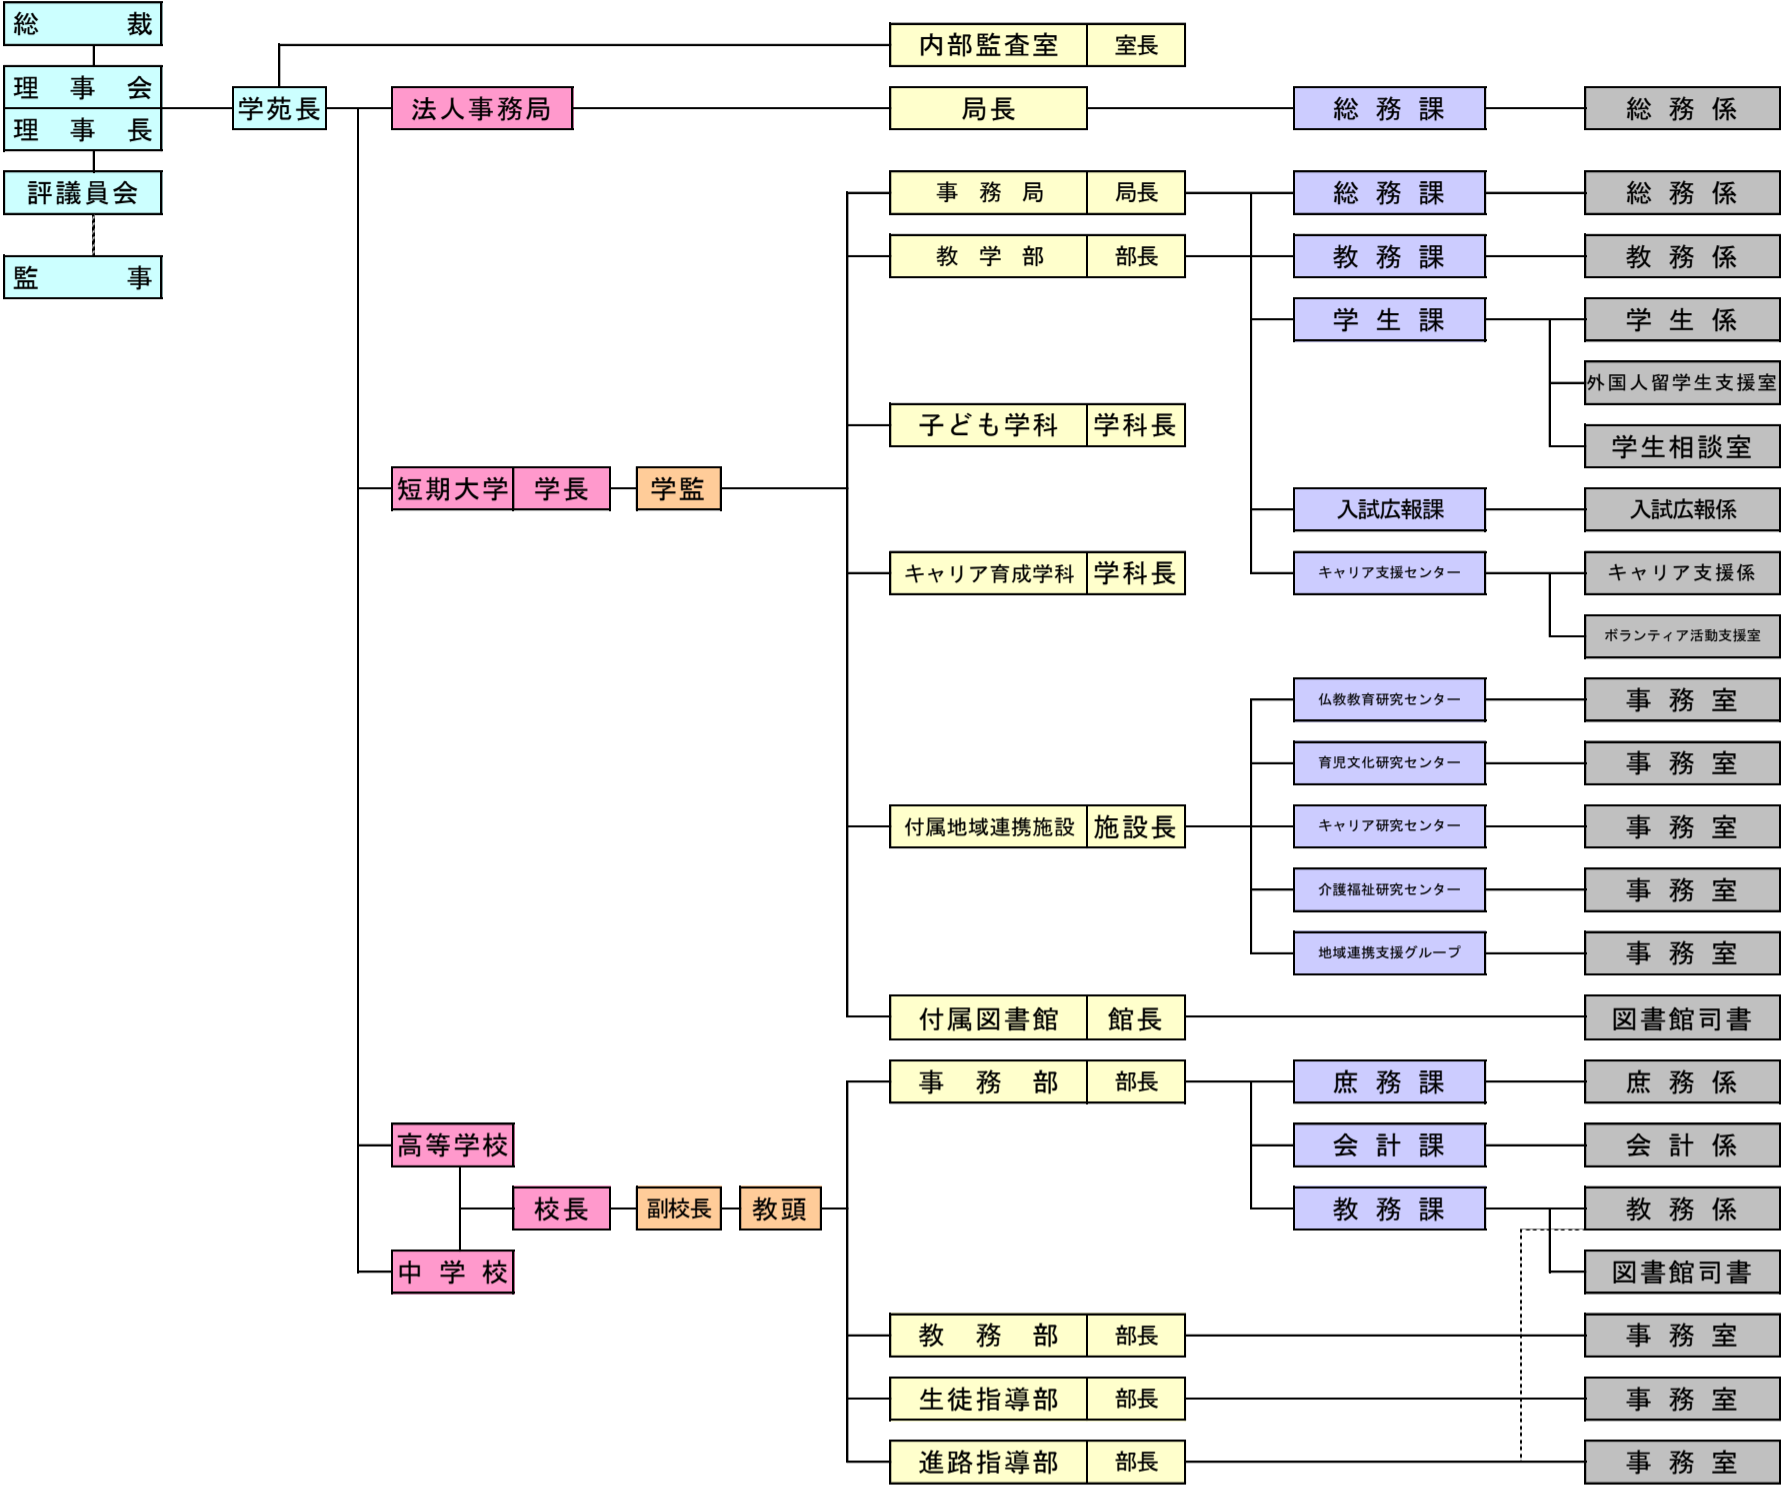 総裁
理事会
理事長
評議員会
監事
学苑長
内部監査室 室長
法人事務局 局長 総務課 総務係
事務局 局長 総務課 総務係
教学部 部長 教務課 教務係
学生課 学生係
外国人留学生支援室
子ども学科 学科長
学生相談室
短期大学 学長 学監
入試広報課 入試広報係
キャリア育成学科 学科長 キャリア支援センター キャリア支援係
ボランティア活動支援室
仏教教育研究センター 事務室
育児文化研究センター 事務室
付属地域連携施設 施設長 キャリア研究センター 事務室
介護福祉研究センター 事務室
地域連携支援グループ 事務室
付属図書館 館長 図書館司書
事務部 部長 庶務課 庶務係
高等学校 会計課 会計係
校長 副校長 教頭 教務課 教務係
中学校 図書館司書
教務部 部長 事務室
生徒指導部 部長 事務室
進路指導部 部長 事務室